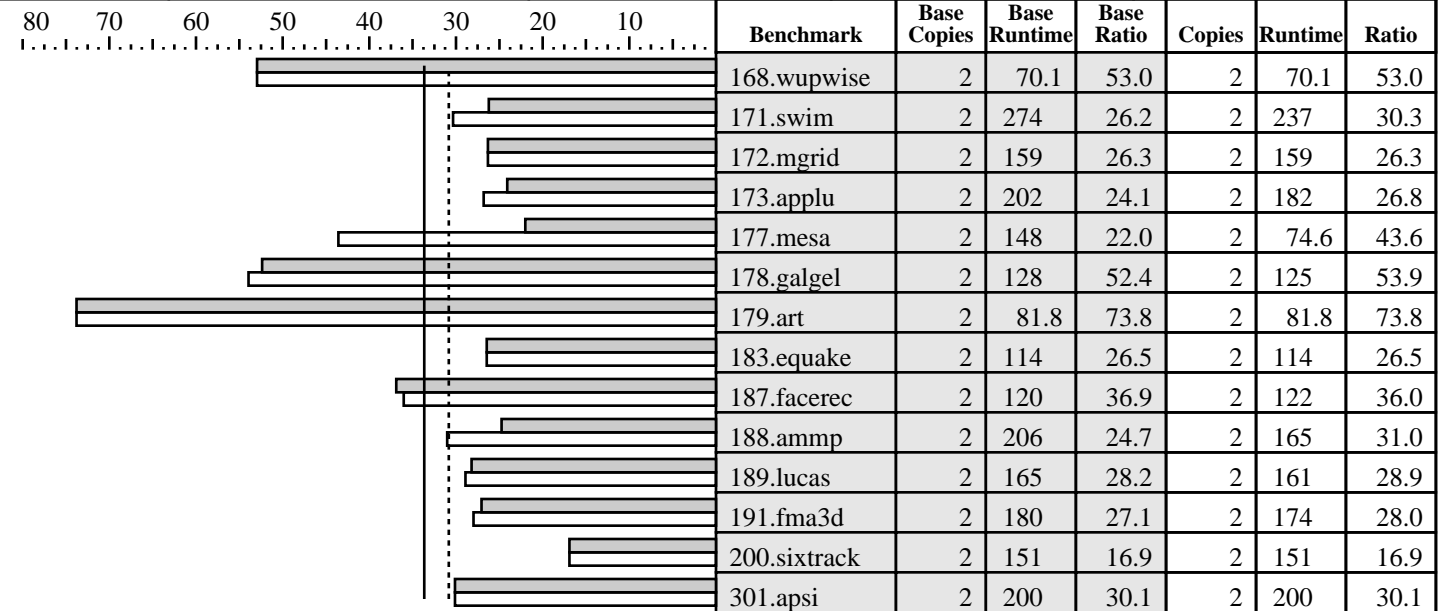 80 70 60 50 40 30 20 10
Benchmark Base Copies Base Runtime Base Ratio Copies Runtime Ratio
168.wupwise 2 70.1 53.0 2 70.1 53.0
171.swim 2 274 26.2 2 237 30.3
172.mgrid 2 159 26.3 2 159 26.3
173.applu 2 202 24.1 2 182 26.8
177.mesa 2 148 22.0 2 74.6 43.6
178.galgel 2 128 52.4 2 125 53.9
179.art 2 81.8 73.8 2 81.8 73.8
183.equake 2 114 26.5 2 114 26.5
187.facerec 2 120 36.9 2 122 36.0
188.ammp 2 206 24.7 2 165 31.0
189.lucas 2 165 28.2 2 161 28.9
191.fma3d 2 180 27.1 2 174 28.0
200.sixtrack 2 151 16.9 2 151 16.9
301.apsi 2 200 30.1 2 200 30.1